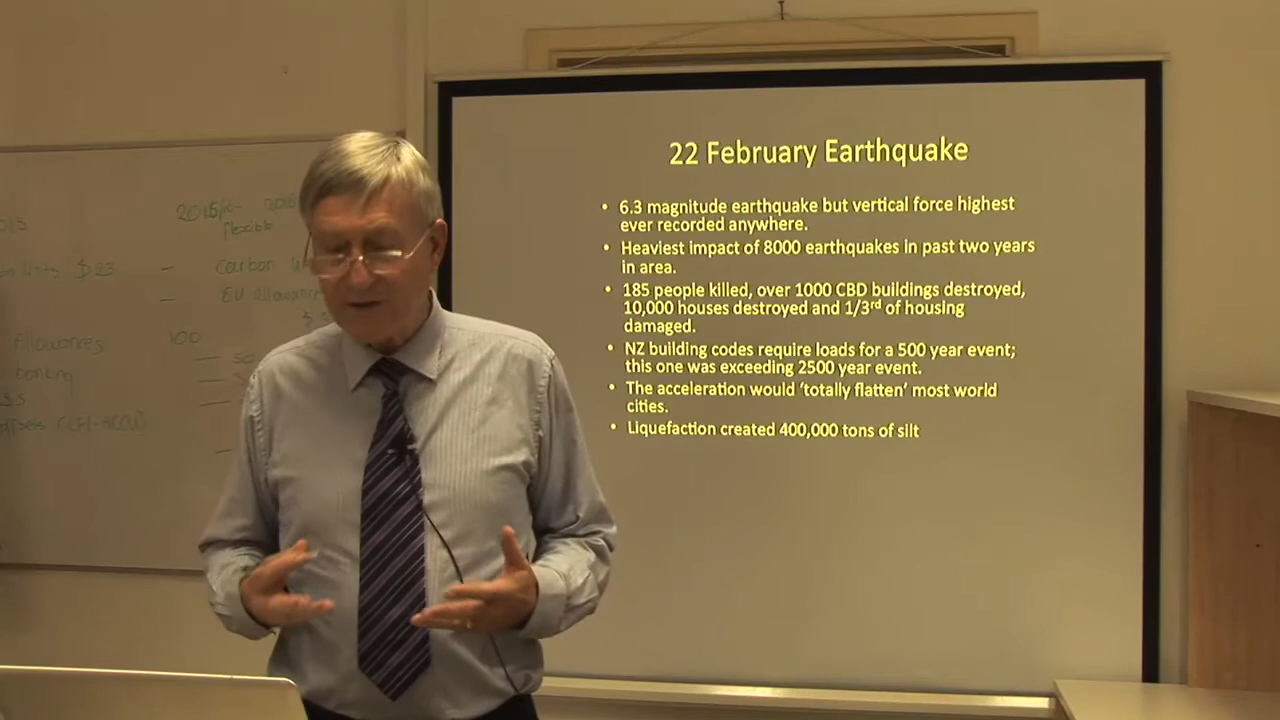 22 February Earthquake
• 6.3 magnitude earthquake but vertical force highest
ever recorded anywhere.
• Heaviest impact of 8000 earthquakes in past two years
in area.
• 185 people killed, over 1000 CBD buildings destroyed,
10,000 houses destroyed and 1/3rd of housing
damaged.
• NZ building codes require loads for a 500 year event;
this one was exceeding 2500 year event.
• The acceleration would ‘totally flatten’ most world
cities.
• Liquefaction created 400,000 tons of silt
flexible
$23 — carbon
— EU allowance
Allowances 100
banking